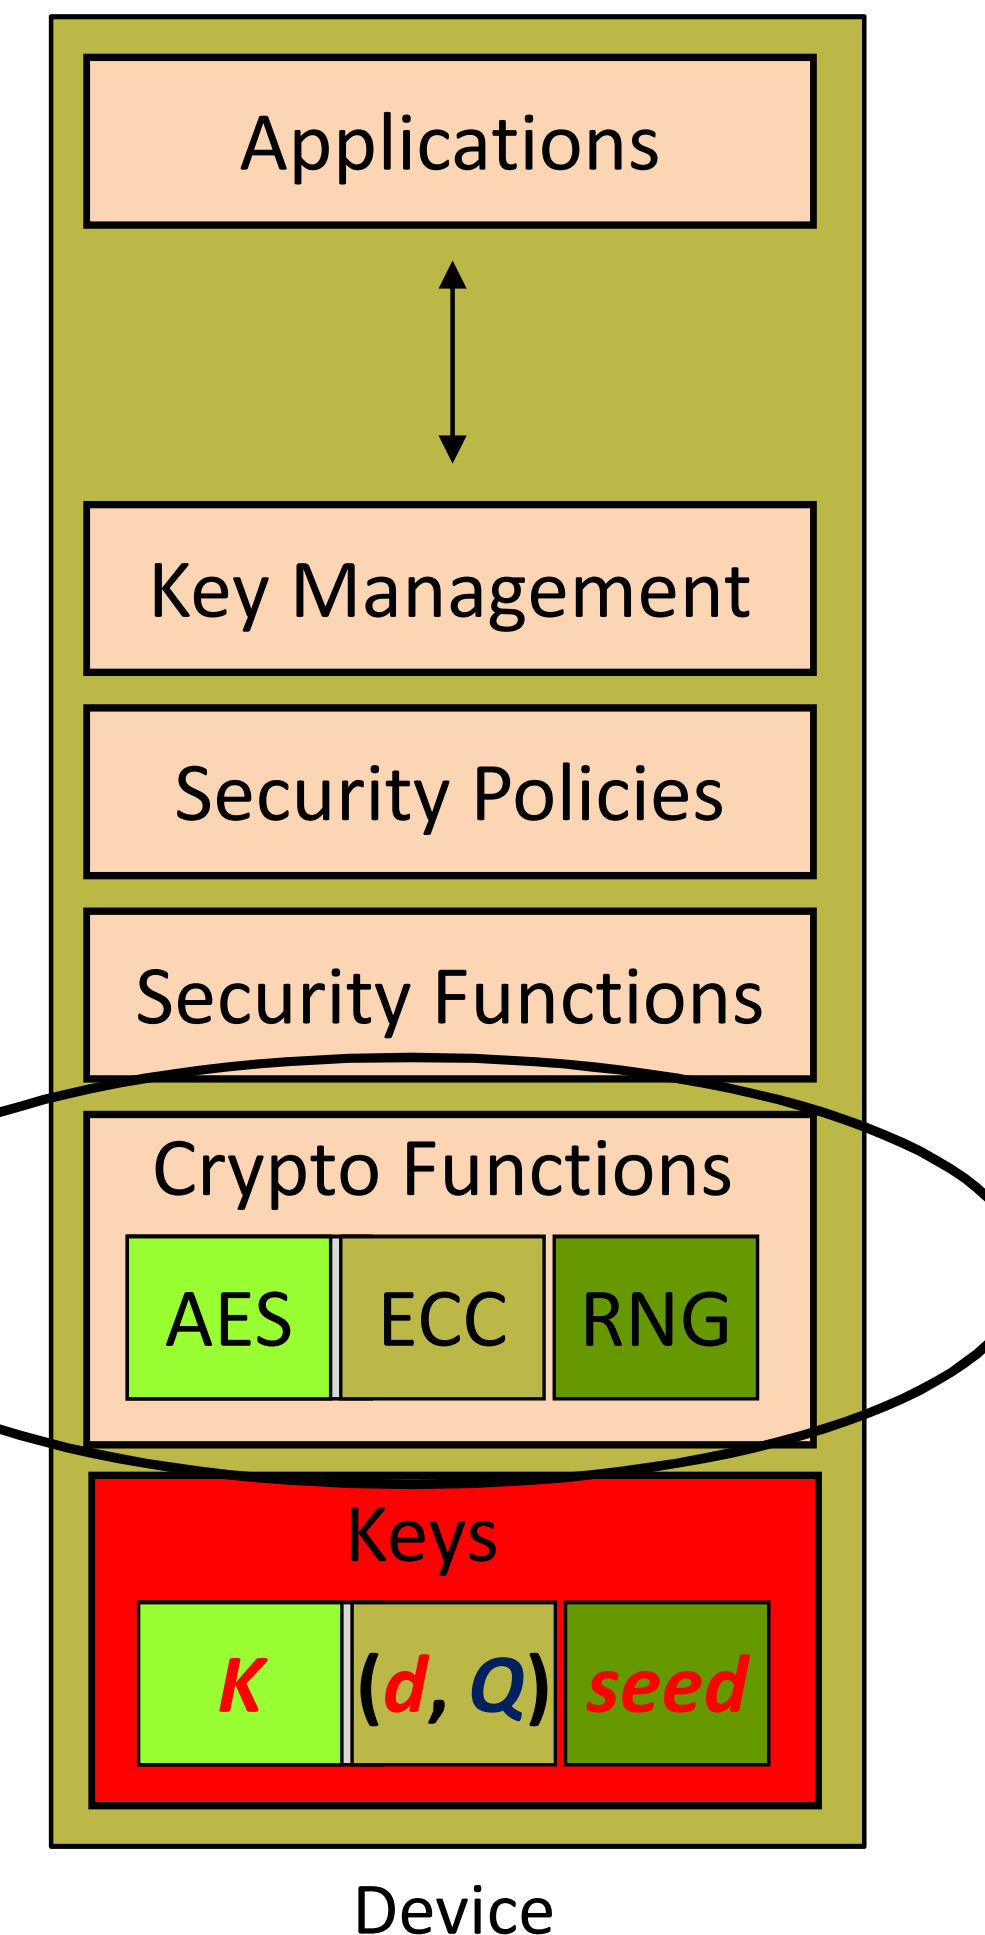 Applications
Key Management
Security Policies
Security Functions
Crypto Functions
AES ECC RNG
Keys
K (d, Q) seed
Device